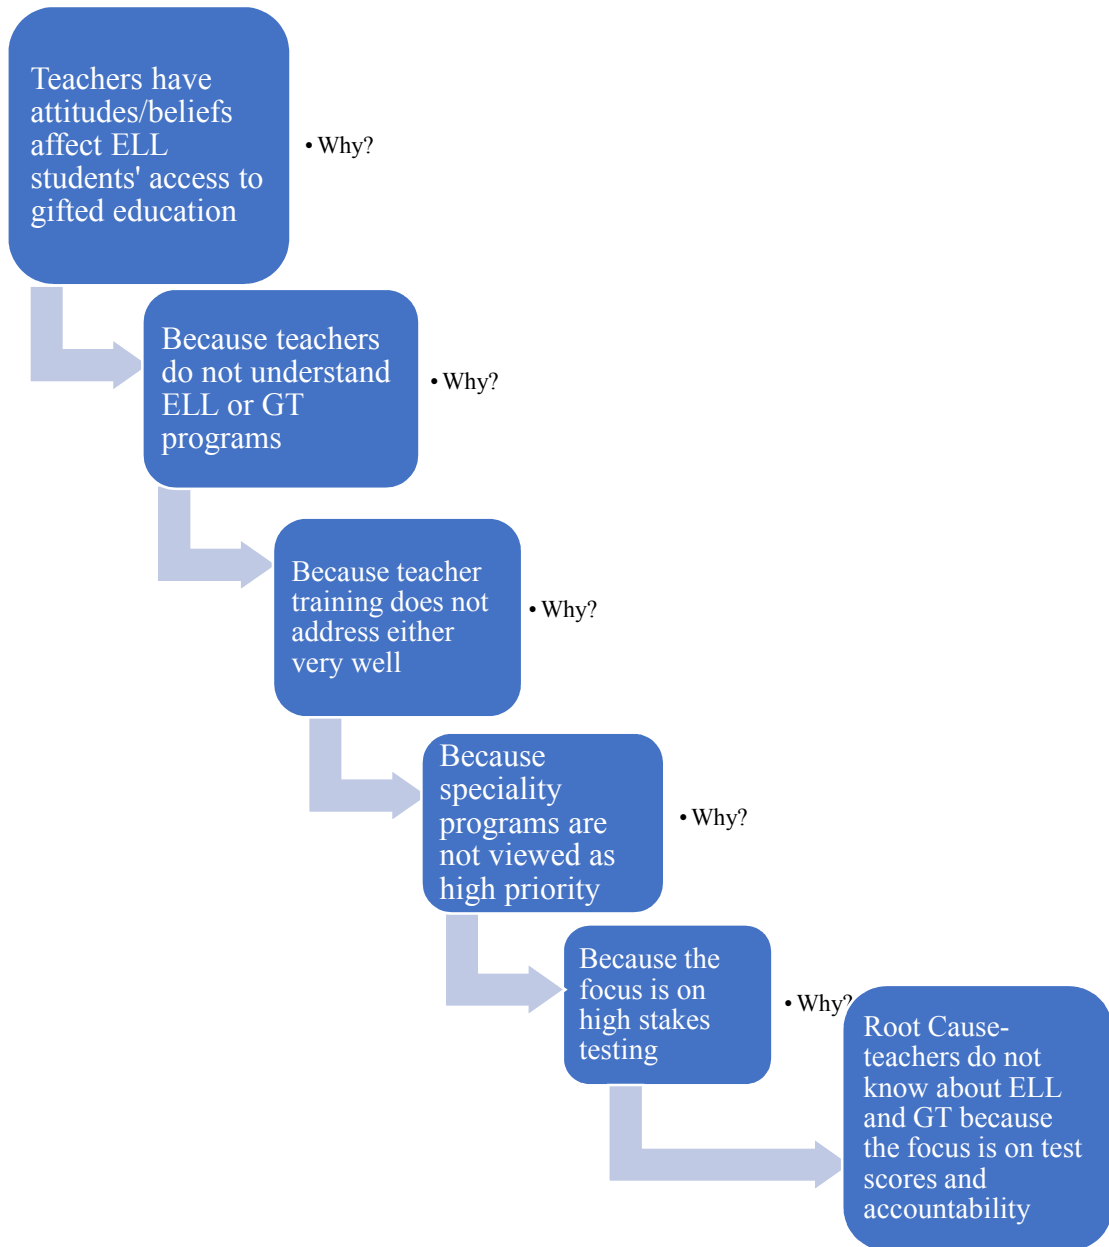 Teachers have
attitudes/beliefs
affect ELL
students' access to
gifted education
• Why?
Because teachers
do not understand
ELL or GT
programs
• Why?
Because teacher
training does not
address either
very well
• Why?
Because
speciality
programs are
not viewed as
high priority
• Why?
Because the
focus is on
high stakes
testing
• Why?
Root Cause-
teachers do not
know about ELL
and GT because
the focus is on test
scores and
accountability